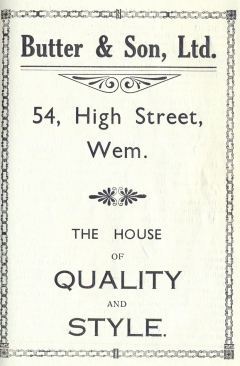 Butter & Son, Ltd.
54, High Street,
Wem.
THE HOUSE
OF
QUALITY
AND
STYLE.